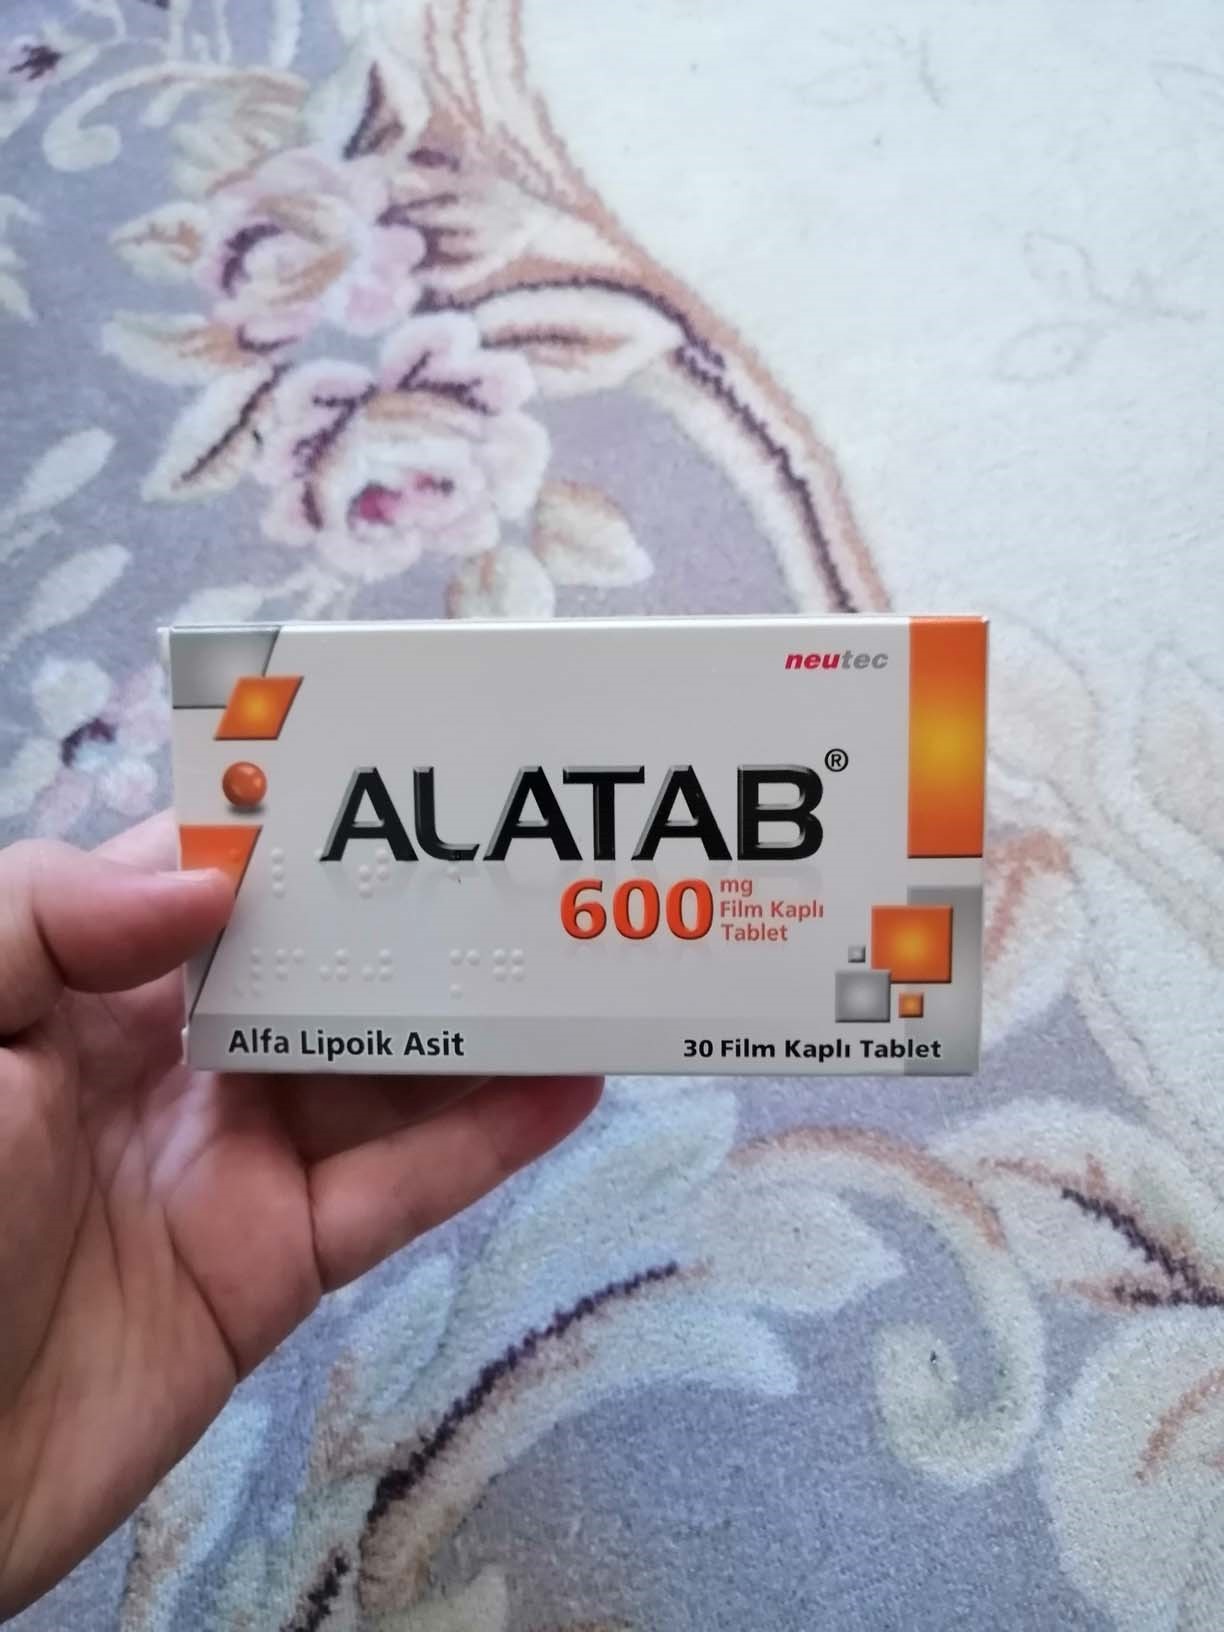 neutec
ALATAB®
600 mg
Film Kaplı
Tablet
Alfa Lipoik Asit
30 Film Kaplı Tablet